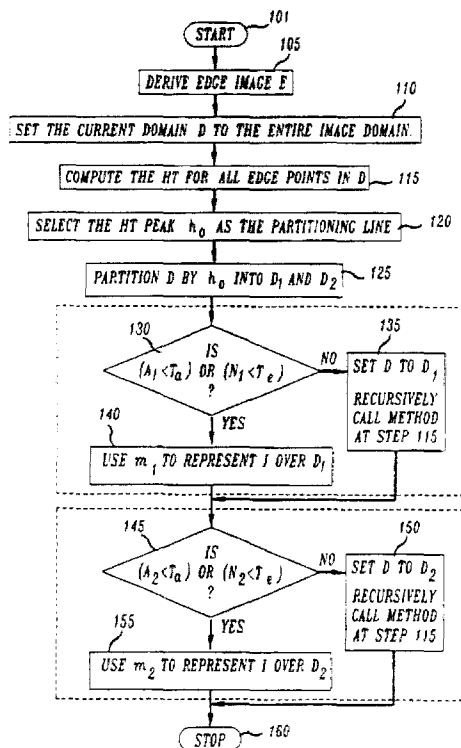 101
START
105
DERIVE EDGE IMAGE E
110
SET THE CURRENT DOMAIN D TO THE ENTIRE IMAGE DOMAIN.
COMPUTE THE HT FOR ALL EDGE POINTS IN D
115
SELECT THE HT PEAK h₀ AS THE PARTITIONING LINE
120
PARTITION D BY h₀ INTO D₁ AND D₂
125
130
IS
(A₁<Tₐ) OR (N₁<Tₑ)
?
NO
135
SET D TO D₁
RECURSIVELY
CALL METHOD
AT STEP 115
YES
140
USE m₁ TO REPRESENT I OVER D₁
145
IS
(A₂<Tₐ) OR (N₂<Tₑ)
?
NO
150
SET D TO D₂
RECURSIVELY
CALL METHOD
AT STEP 115
YES
155
USE m₂ TO REPRESENT I OVER D₂
STOP
160